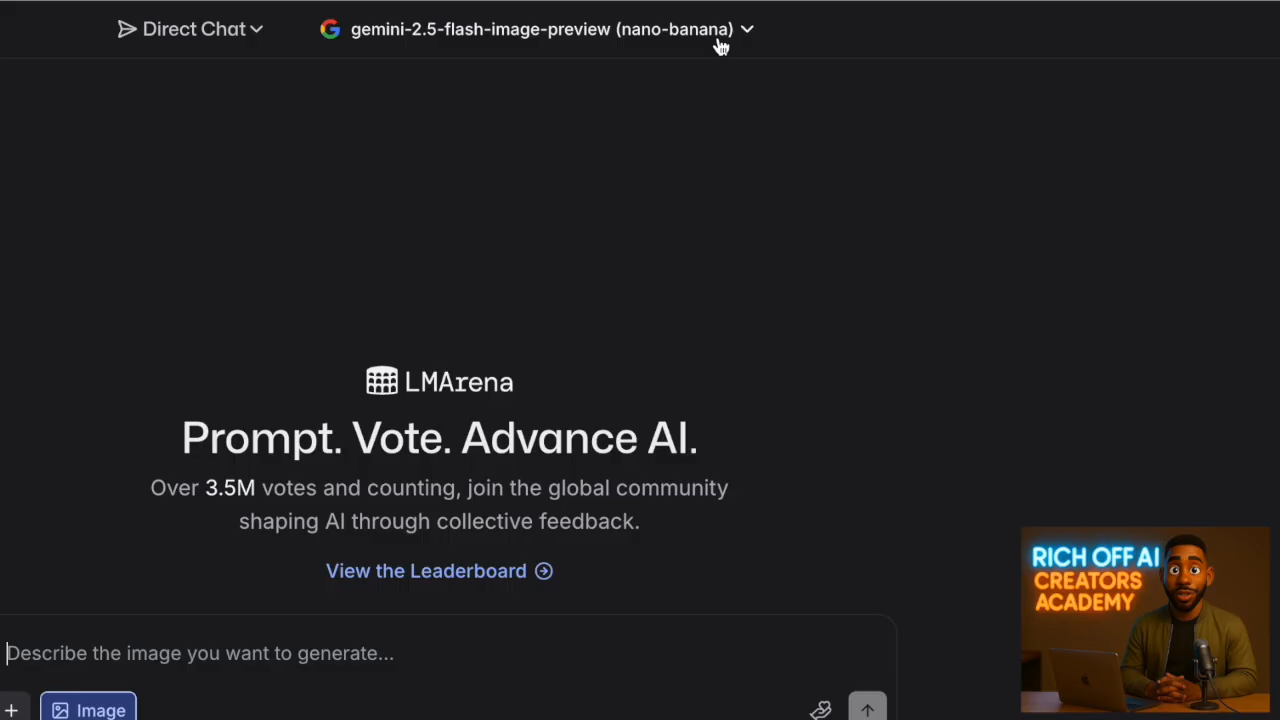 Direct Chat
gemini-2.5-flash-image-preview (nano-banana)
LMArena
Prompt. Vote. Advance AI.
Over 3.5M votes and counting, join the global community
shaping AI through collective feedback.
View the Leaderboard
Describe the image you want to generate...
Image
RICH OFF AI
CREATORS
ACADEMY